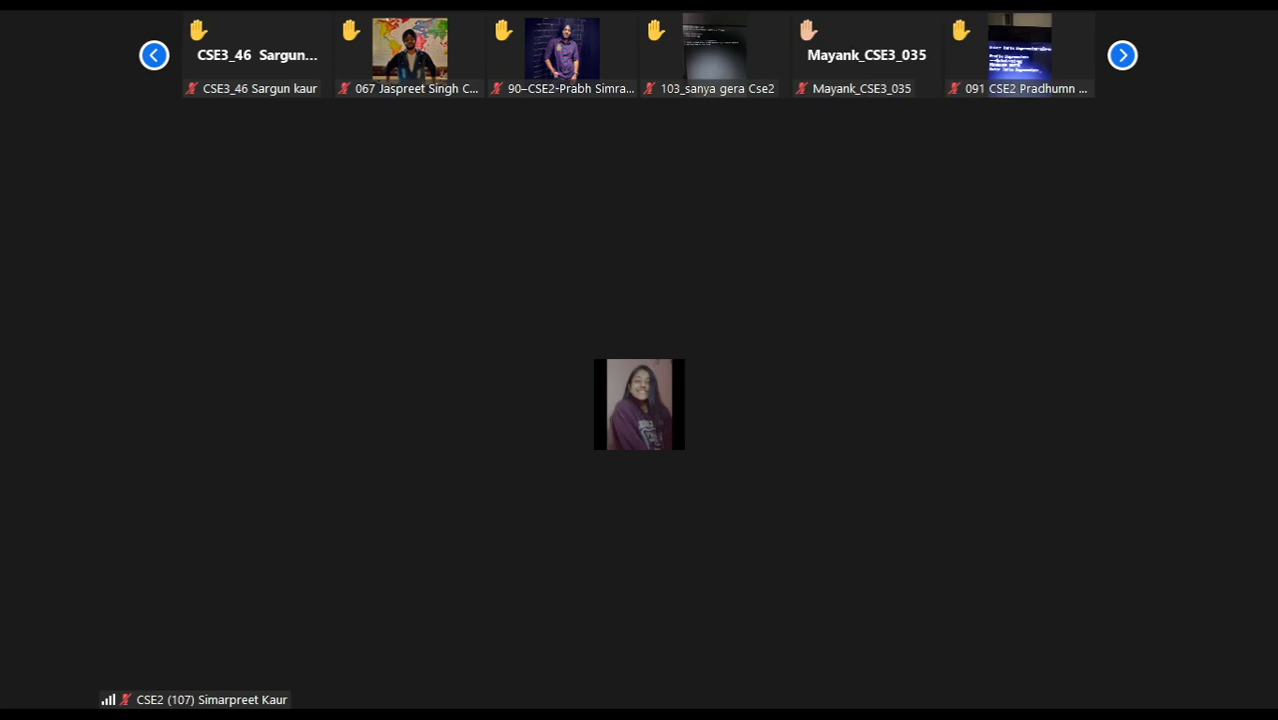 CSE3_46 Sargun...
CSE3_46 Sargun kaur
067 Jaspreet Singh C...
90–CSE2-Prabh Simra...
103_sanya gera Cse2
Mayank_CSE3_035
Mayank_CSE3_035
091 CSE2 Pradhumn ...
CSE2 (107) Simarpreet Kaur